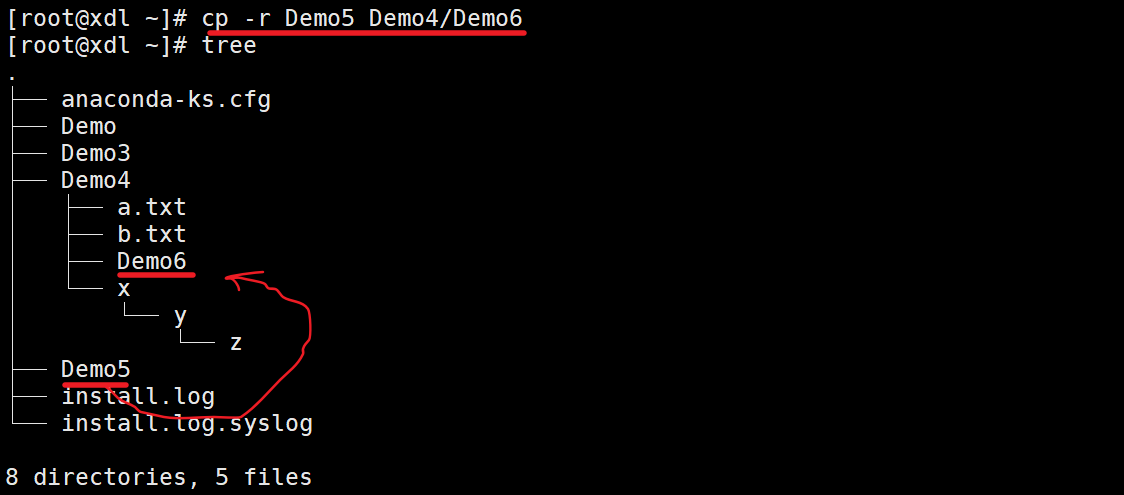 [root@xdl ~]# cp -r Demo5 Demo4/Demo6
[root@xdl ~]# tree
.
├── anaconda-ks.cfg
├── Demo
├── Demo3
├── Demo4
│   ├── a.txt
│   ├── b.txt
│   ├── Demo6
│   └── x
│       └── y
│           └── z
├── Demo5
├── install.log
└── install.log.syslog
8 directories, 5 files